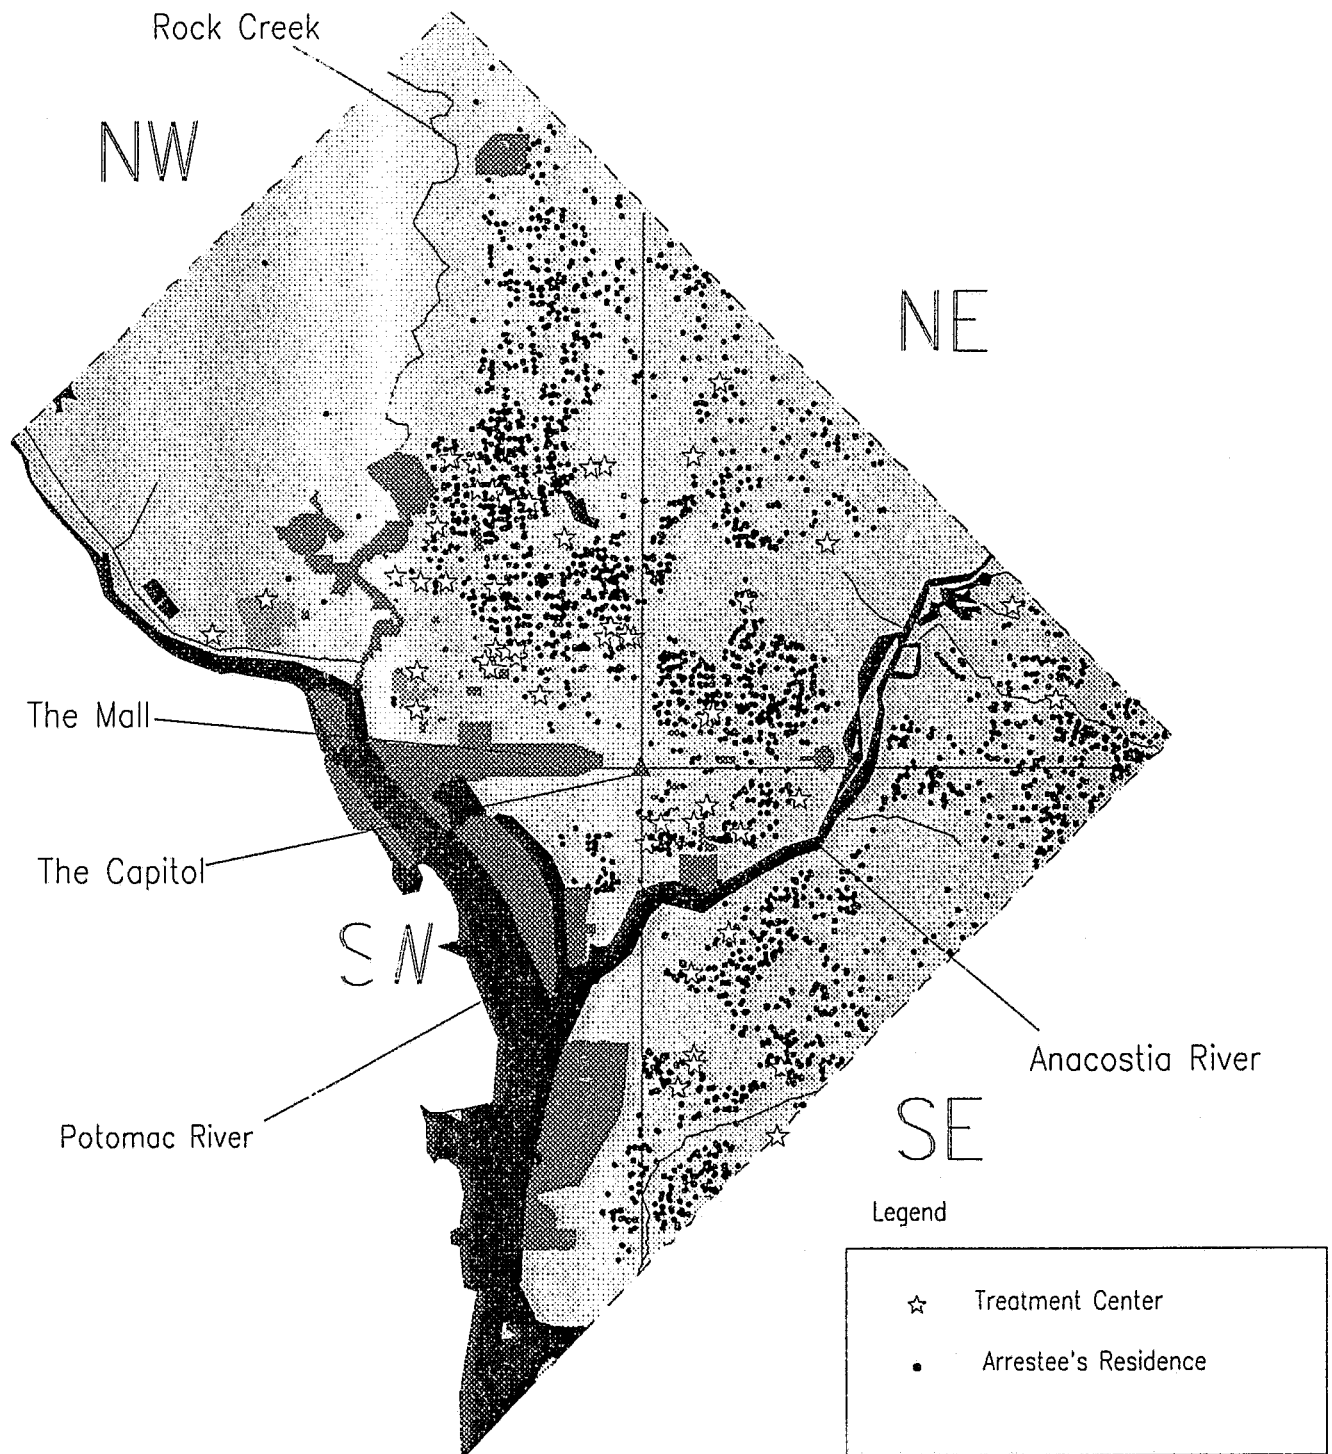 Rock Creek
NW
NE
The Mall
The Capitol
SW
Anacostia River
Potomac River
SE
Legend
Treatment Center
Arrestee's Residence